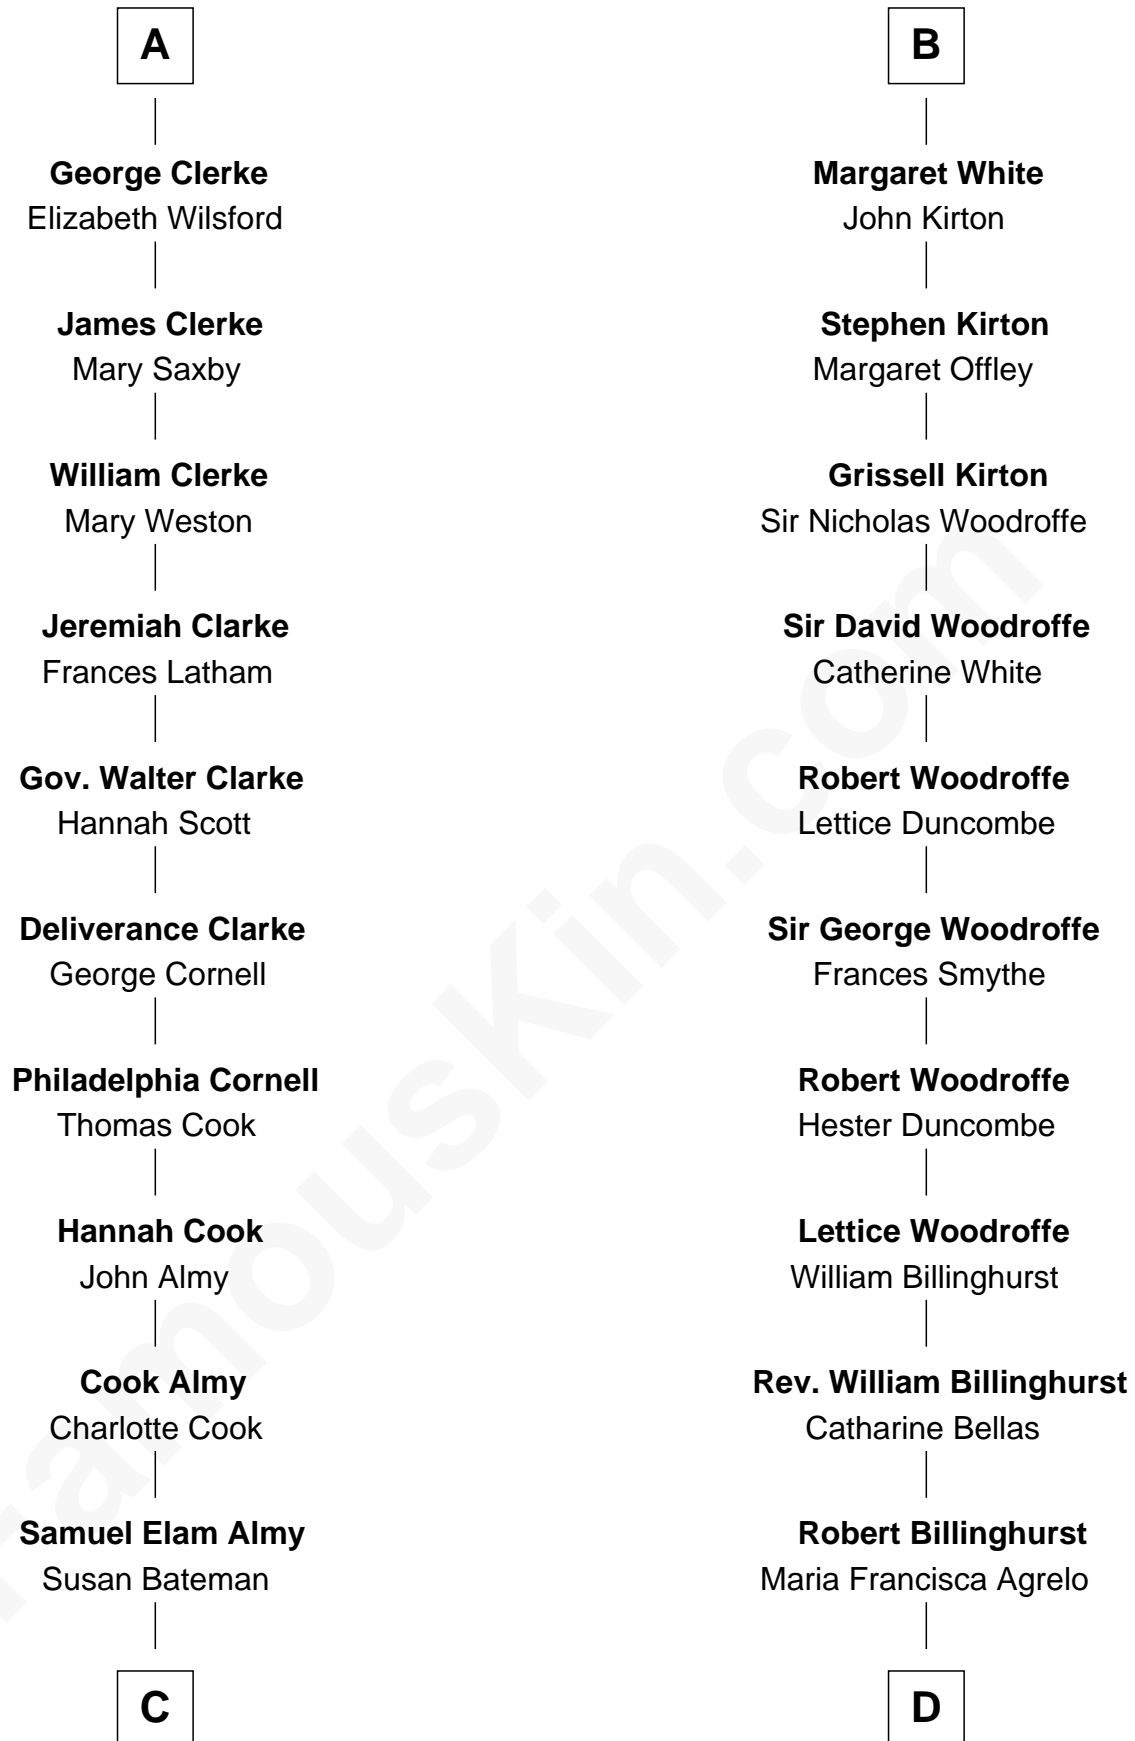 A
George Clerke
Elizabeth Wilsford
James Clerke
Mary Saxby
William Clerke
Mary Weston
Jeremiah Clarke
Frances Latham
Gov. Walter Clarke
Hannah Scott
Deliverance Clarke
George Cornell
Philadelphia Cornell
Thomas Cook
Hannah Cook
John Almy
Cook Almy
Charlotte Cook
Samuel Elam Almy
Susan Bateman
C
B
Margaret White
John Kirton
Stephen Kirton
Margaret Offley
Grissell Kirton
Sir Nicholas Woodroffe
Sir David Woodroffe
Catherine White
Robert Woodroffe
Lettice Duncombe
Sir George Woodroffe
Frances Smythe
Robert Woodroffe
Hester Duncombe
Lettice Woodroffe
William Billinghurst
Rev. William Billinghurst
Catharine Bellas
Robert Billinghurst
Maria Francisca Agrelo
D
FamousKin.com